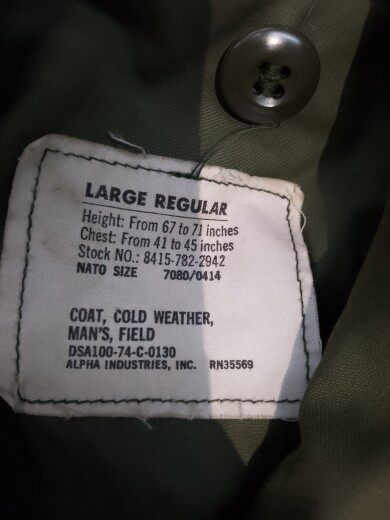 LARGE REGULAR
Height: From 67 to 71 inches
Chest: From 41 to 45 inches
Stock NO.: 8415-782-2942
NATO SIZE 7080/0414
COAT, COLD WEATHER,
MAN'S, FIELD
DSA100-74-C-0130
ALPHA INDUSTRIES, INC. RN35569